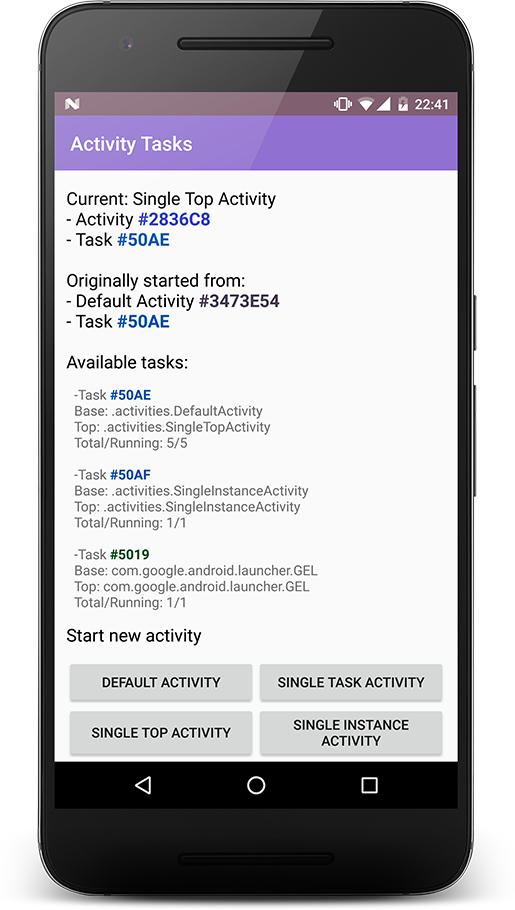 22:41
Activity Tasks
Current: Single Top Activity
- Activity #2836C8
- Task #50AE
Originally started from:
- Default Activity #3473E54
- Task #50AE
Available tasks:
-Task #50AE
Base: .activities.DefaultActivity
Top: .activities.SingleTopActivity
Total/Running: 5/5
-Task #50AF
Base: .activities.SingleInstanceActivity
Top: .activities.SingleInstanceActivity
Total/Running: 1/1
-Task #5019
Base: com.google.android.launcher.GEL
Top: com.google.android.launcher.GEL
Total/Running: 1/1
Start new activity
DEFAULT ACTIVITY
SINGLE TASK ACTIVITY
SINGLE TOP ACTIVITY
SINGLE INSTANCE
ACTIVITY